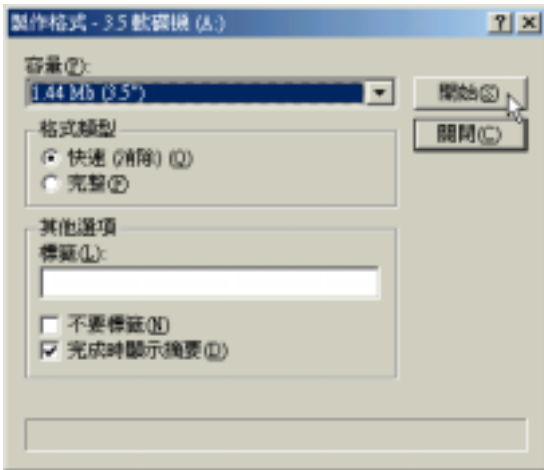 製作格式 - 3.5 軟碟機 (A:)
容量(P):
1.44 Mb (3.5")
開始(S)
關閉(C)
格式類型
快速 (消除) (Q)
完整(F)
其他選項
標籤(L):
不要標籤(N)
完成時顯示摘要(D)